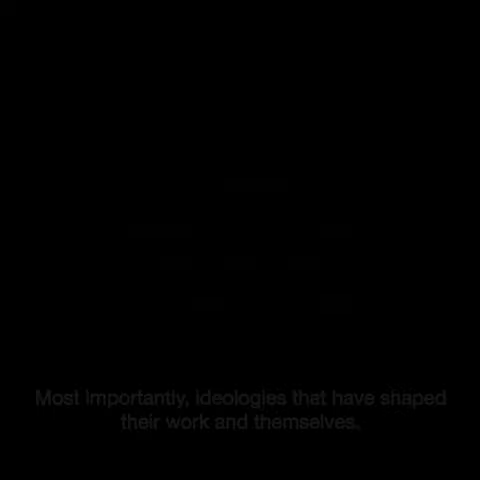 Most importantly, ideologies that have shaped
their work and themselves.